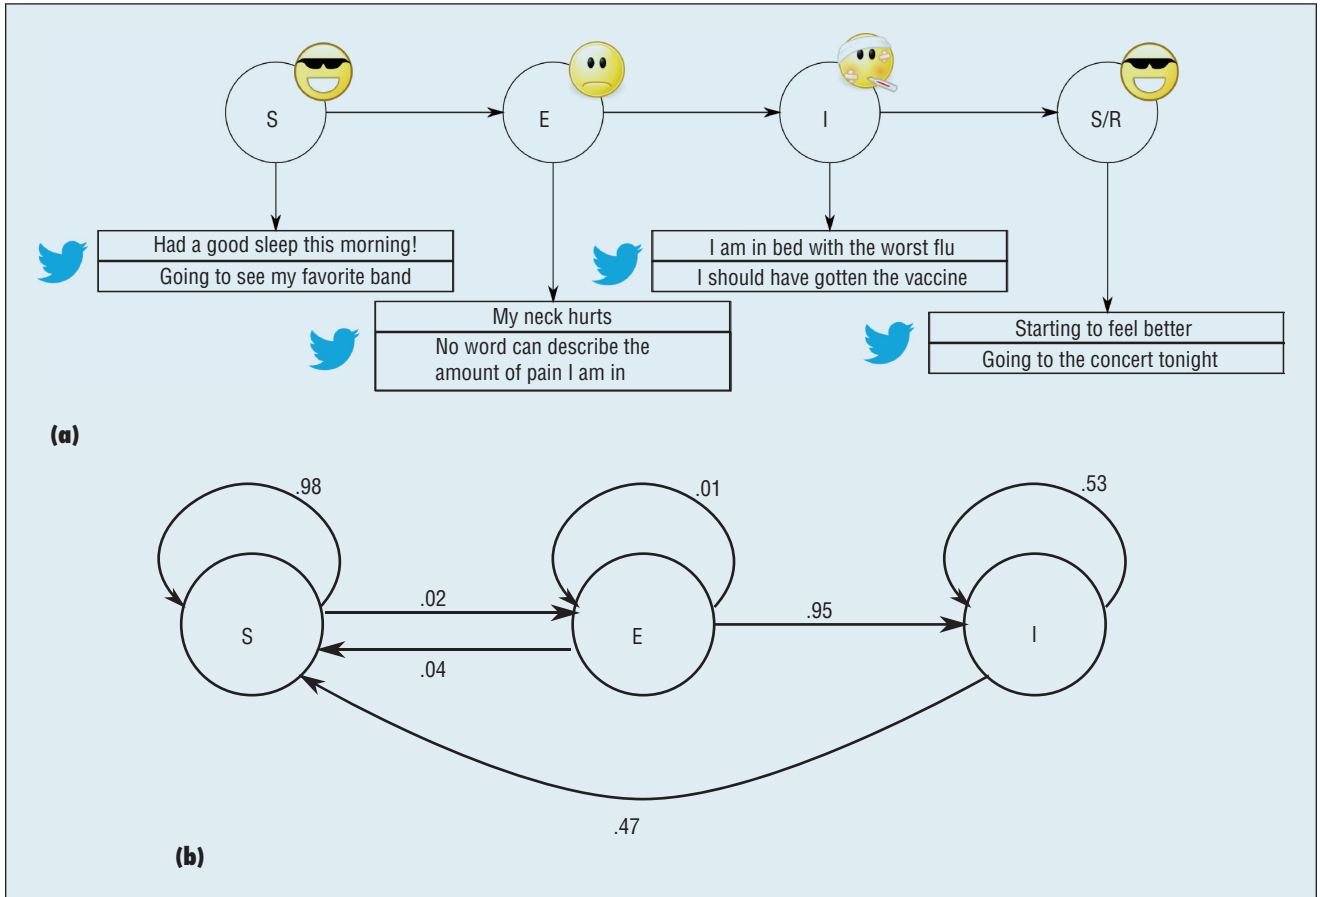 S
E
I
S/R
Had a good sleep this morning!
Going to see my favorite band
My neck hurts
No word can describe the
amount of pain I am in
I am in bed with the worst flu
I should have gotten the vaccine
Starting to feel better
Going to the concert tonight
(a)
.98
.01
.53
S
.02
.04
E
.95
I
.47
(b)